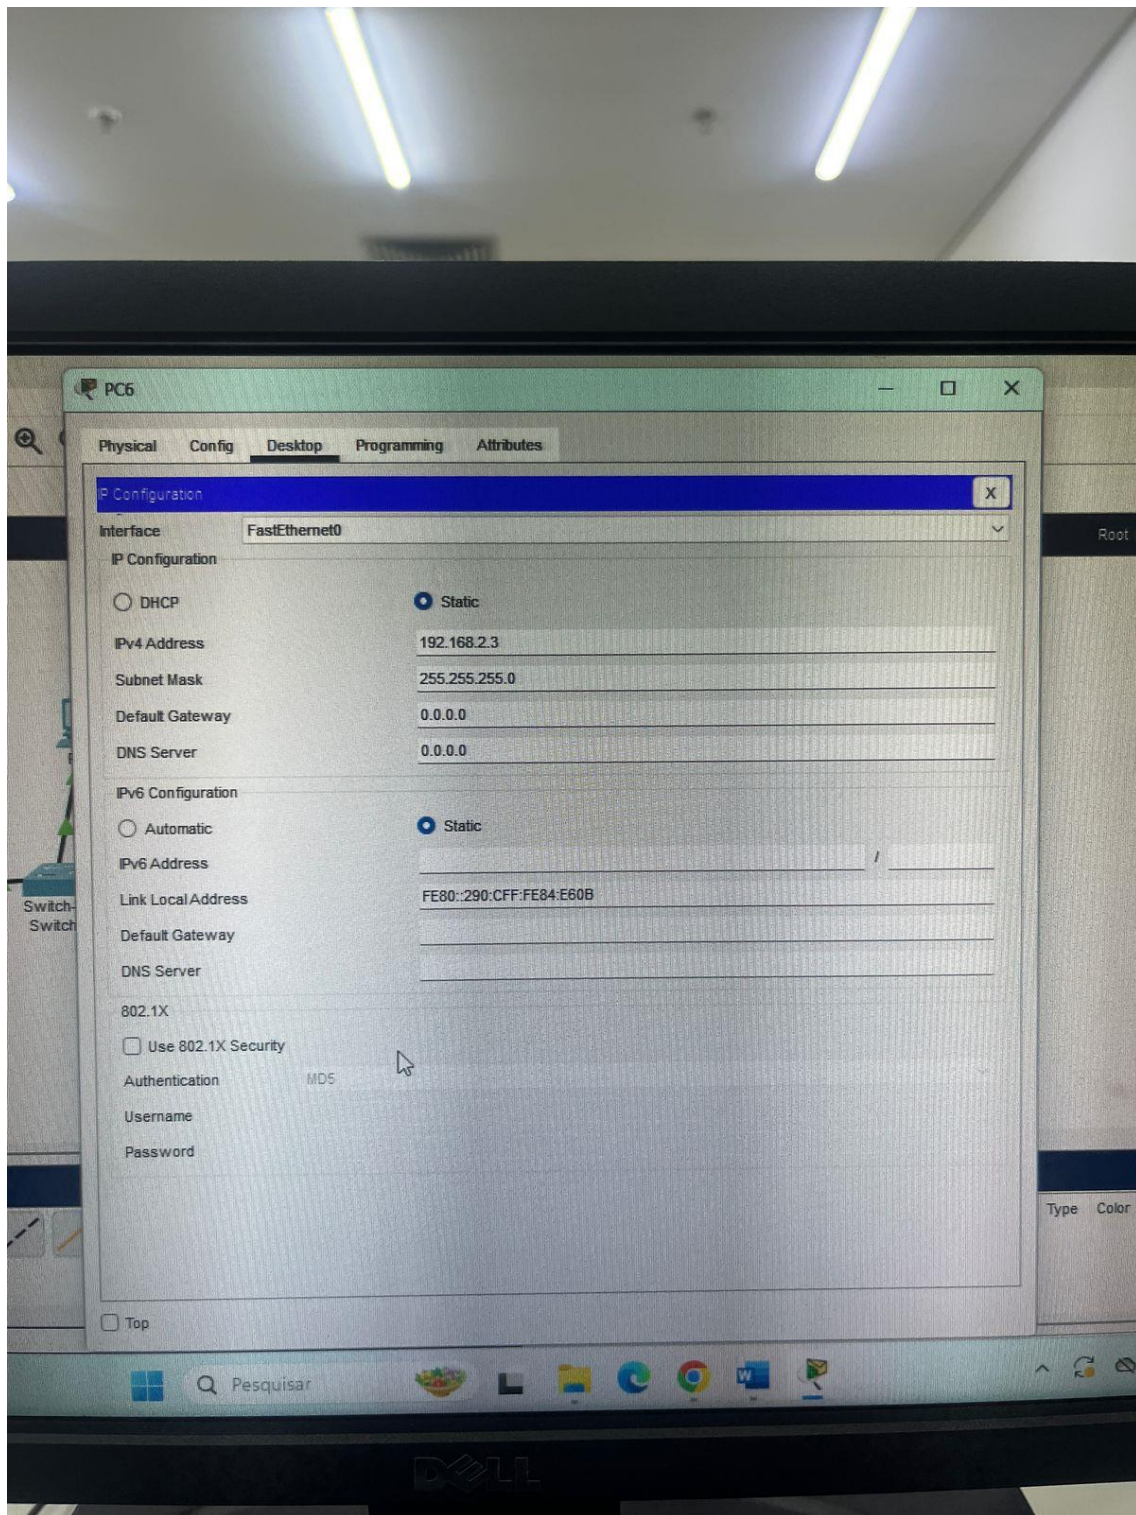 PC6
Physical Config Desktop Programming Attributes
IP Configuration X
Interface FastEthernet0
Root
IP Configuration
DHCP Static
IPv4 Address 192.168.2.3
Subnet Mask 255.255.255.0
Default Gateway 0.0.0.0
DNS Server 0.0.0.0
IPv6 Configuration
Automatic Static
IPv6 Address /
Link Local Address FE80::290:CFF:FE84:E60B
Switch-
Switch
Default Gateway
DNS Server
802.1X
Use 802.1X Security
Authentication MD5
Username
Password
Type Color
Top
Pesquisar
DELL